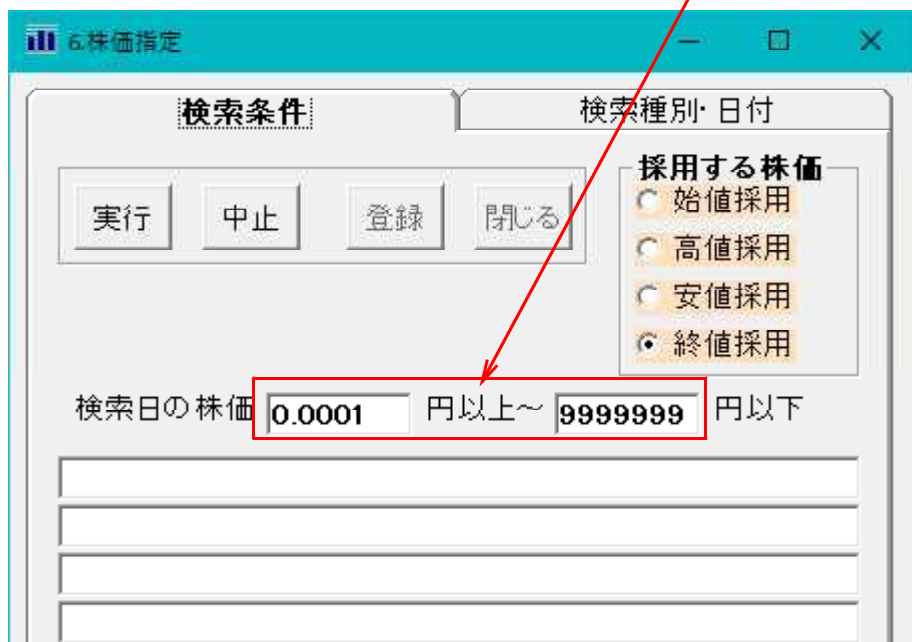 6.株価指定
検索条件 検索種別・日付
実行 中止 登録 閉じる
採用する株価
始値採用
高値採用
安値採用
終値採用
検索日の株価 0.0001 円以上～ 9999999 円以下